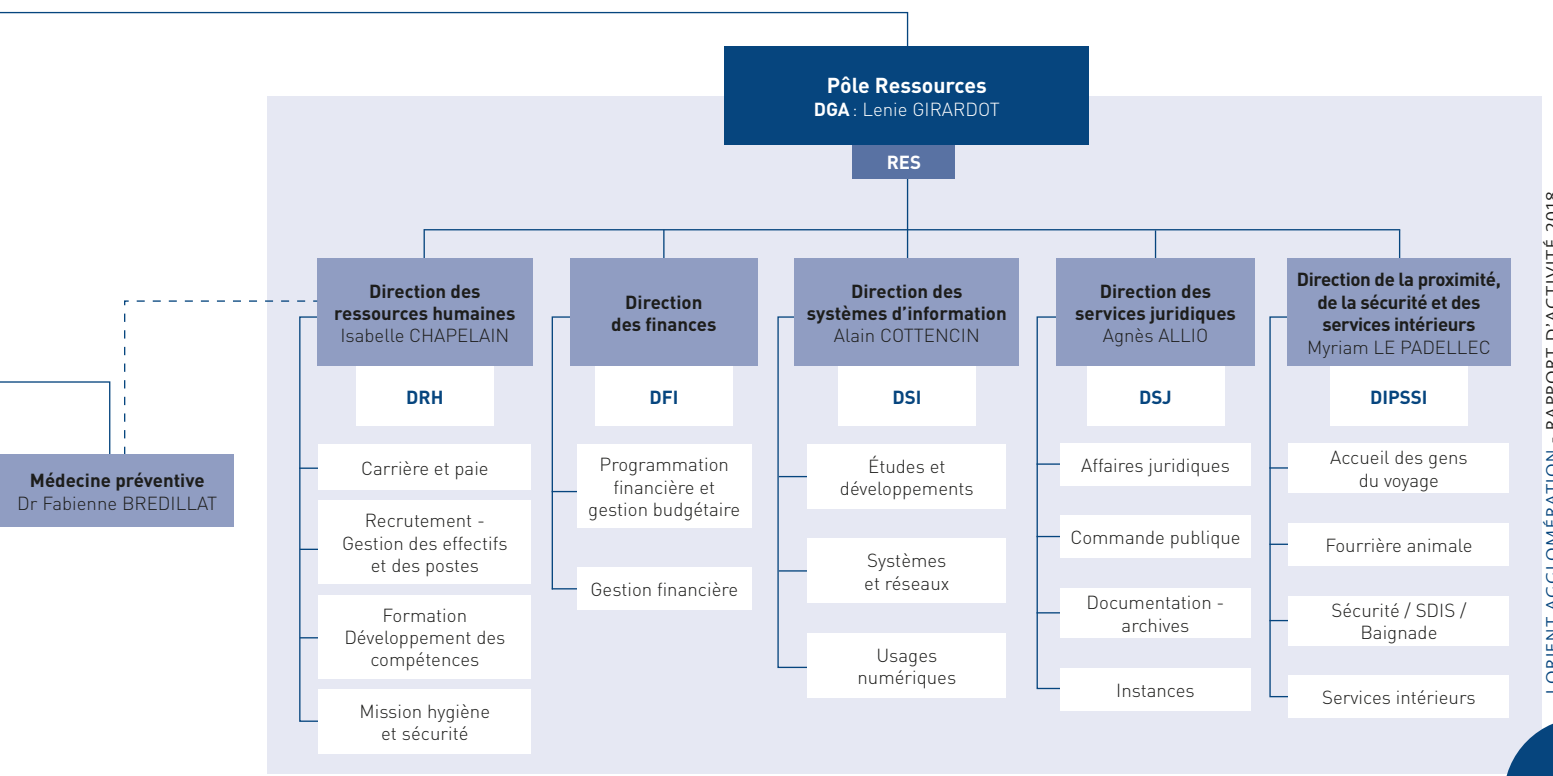 Pôle Ressources
DGA : Lenie GIRARDOT
RES
Direction des
ressources humaines
Isabelle CHAPELAIN
DRH
Carrière et paie
Recrutement -
Gestion des effectifs
et des postes
Formation
Développement des
compétences
Mission hygiène
et sécurité
Direction
des finances
DFI
Programmation
financière et
gestion budgétaire
Gestion financière
Direction des
systèmes d'information
Alain COTTENCIN
DSI
Études et
développements
Systèmes
et réseaux
Usages
numériques
Direction des
services juridiques
Agnès ALLIO
DSJ
Affaires juridiques
Commande publique
Documentation -
archives
Instances
Direction de la proximité,
de la sécurité et des
services intérieurs
Myriam LE PADELLEC
DIPSSI
Accueil des gens
du voyage
Fourrière animale
Sécurité / SDIS /
Baignade
Services intérieurs
Médecine préventive
Dr Fabienne BREDILLAT
LORIENT AGGLOMÉRATION - RAPPORT D'ACTIVITÉ 2018